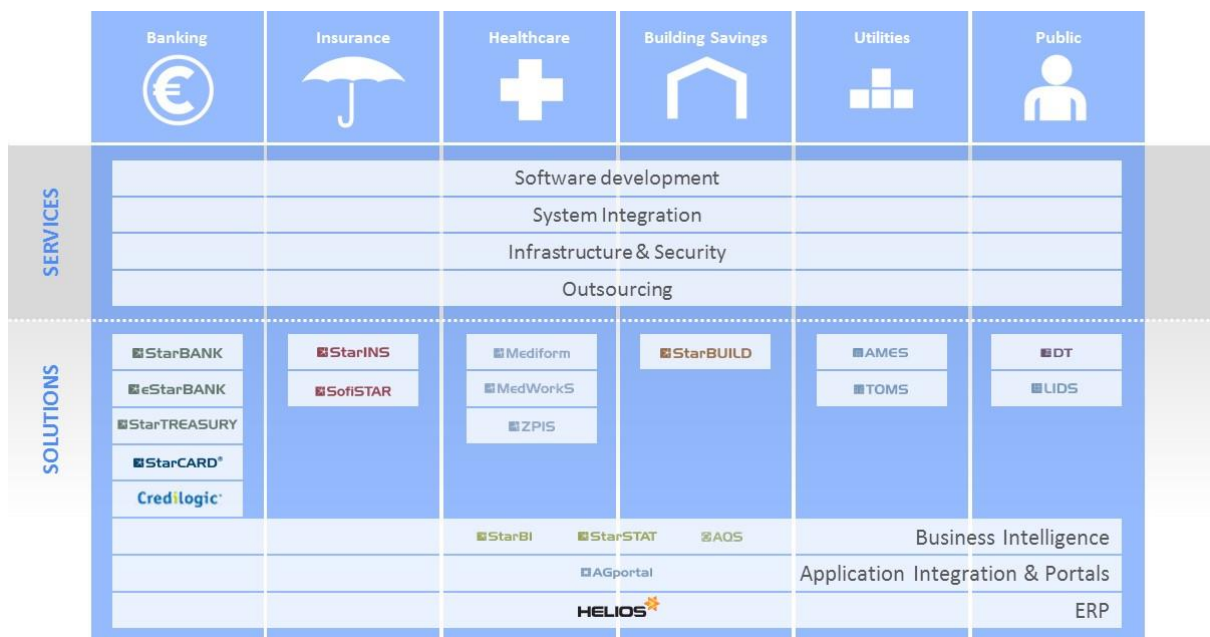 Banking
Insurance
Healthcare
Building Savings
Utilities
Public
€
SERVICES
Software development
System Integration
Infrastructure & Security
Outsourcing
SOLUTIONS
StarBANK
eStarBANK
StarTREASURY
StarCARD®
Credilogic
StarINS
SofiSTAR
Mediform
MedWorkS
ZPIS
StarBUILD
AMES
TOMS
DT
LIDS
StarBI StarSTAT AOS Business Intelligence
AGportal Application Integration & Portals
HELIOS ERP